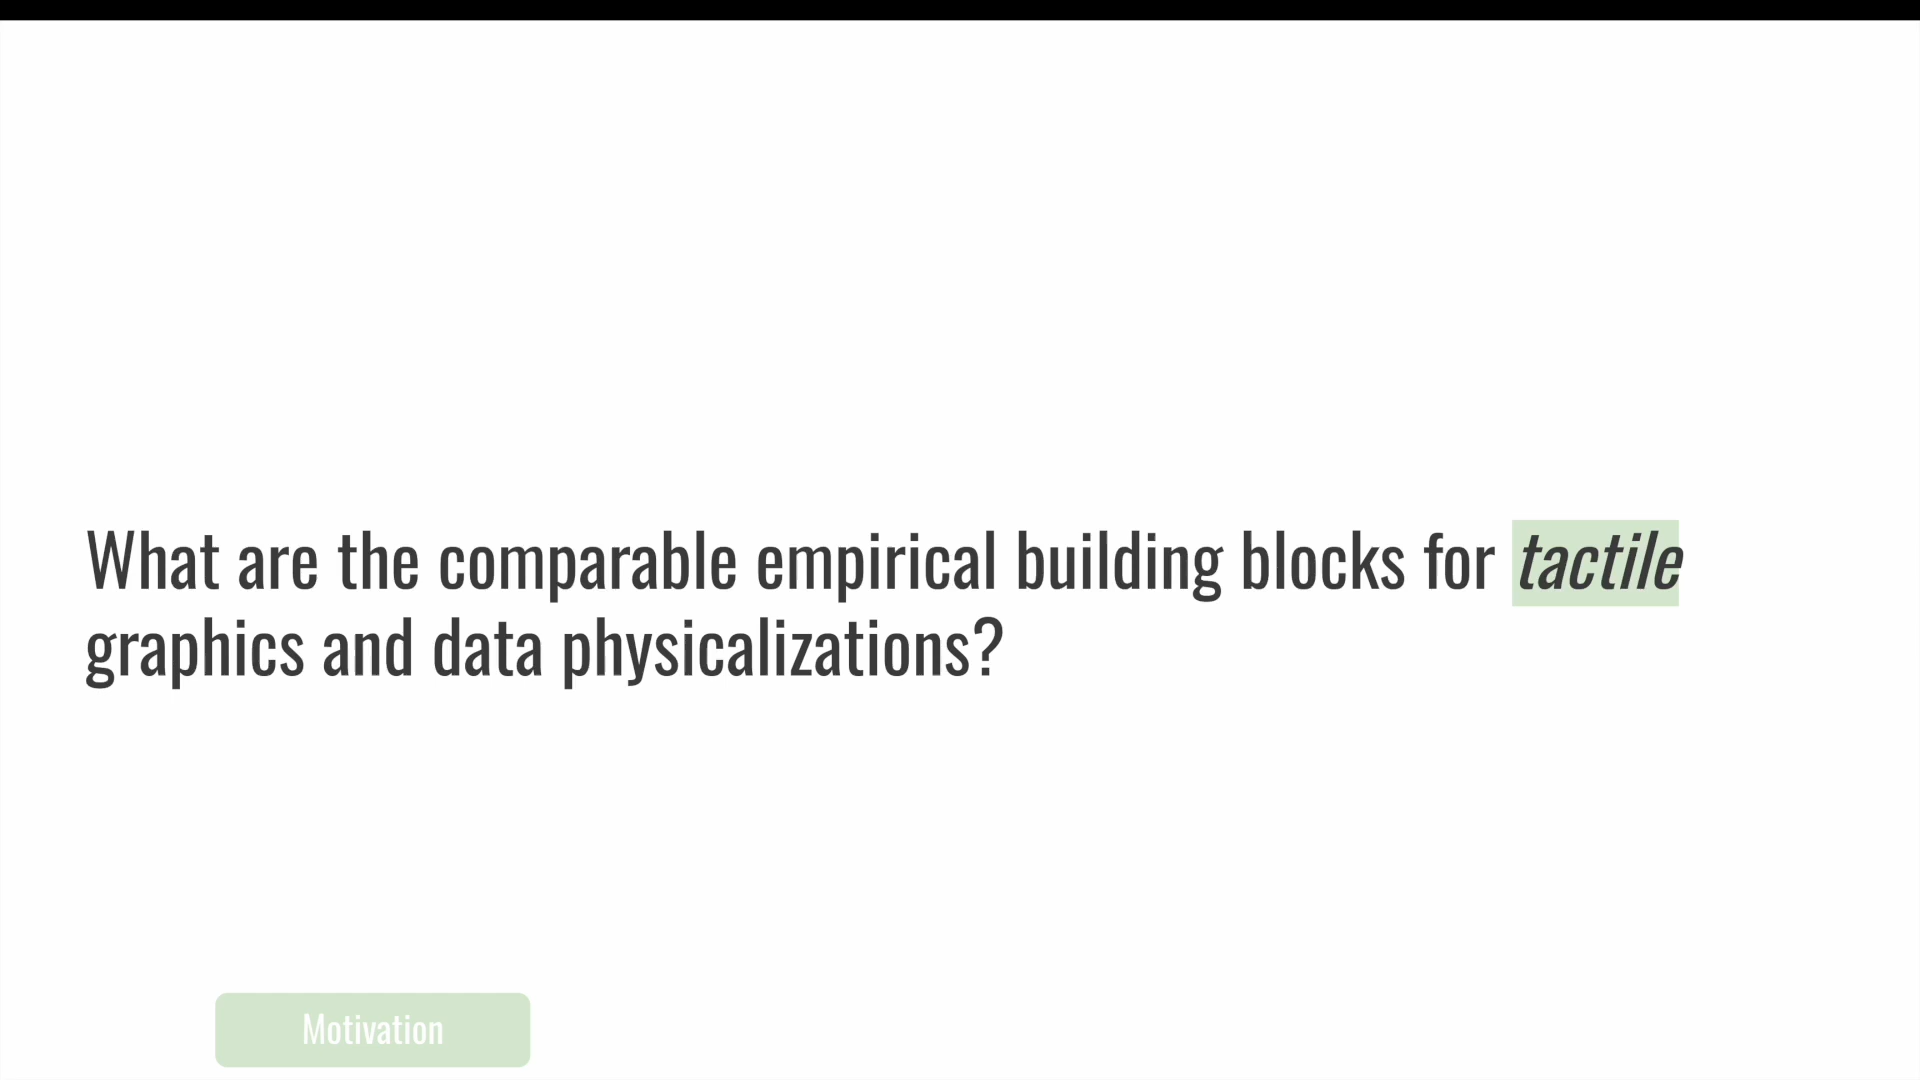 What are the comparable empirical building blocks for tactile
graphics and data physicalizations?
Motivation